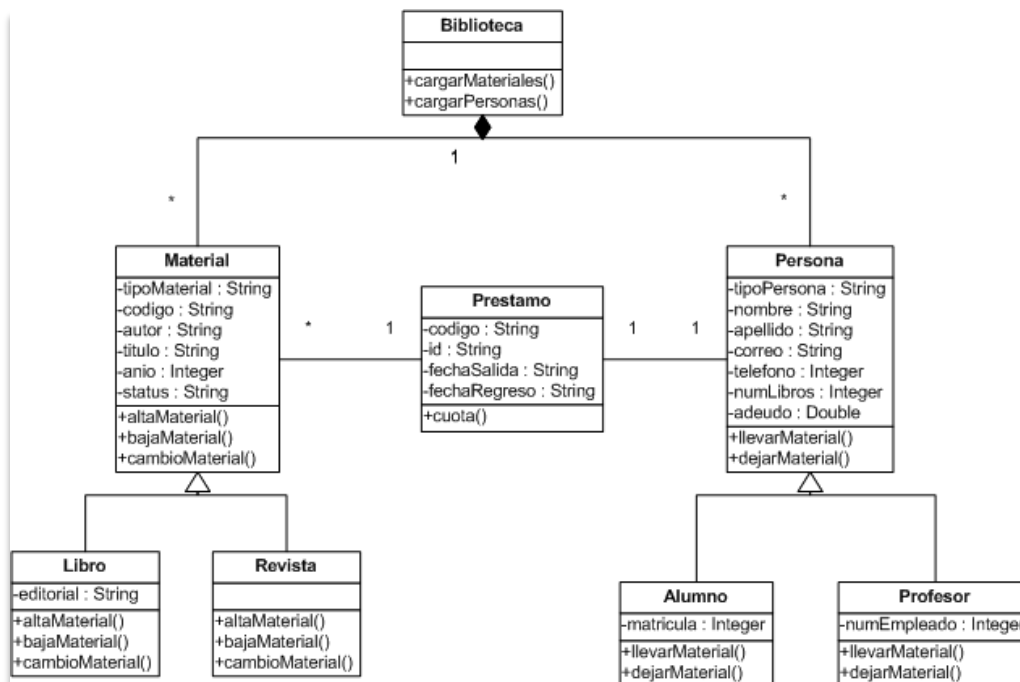 Biblioteca
+cargarMateriales()
+cargarPersonas()
1
*
*
Material
-tipoMaterial : String
-codigo : String
-autor : String
-titulo : String
-anio : Integer
-status : String
+altaMaterial()
+bajaMaterial()
+cambioMaterial()
*
1
Prestamo
-codigo : String
-id : String
-fechaSalida : String
-fechaRegreso : String
+cuota()
1
1
Persona
-tipoPersona : String
-nombre : String
-apellido : String
-correo : String
-telefono : Integer
-numLibros : Integer
-adeudo : Double
+llevarMaterial()
+dejarMaterial()
Libro
-editorial : String
+altaMaterial()
+bajaMaterial()
+cambioMaterial()
Revista
+altaMaterial()
+bajaMaterial()
+cambioMaterial()
Alumno
-matricula : Integer
+llevarMaterial()
+dejarMaterial()
Profesor
-numEmpleado : Integer
+llevarMaterial()
+dejarMaterial()